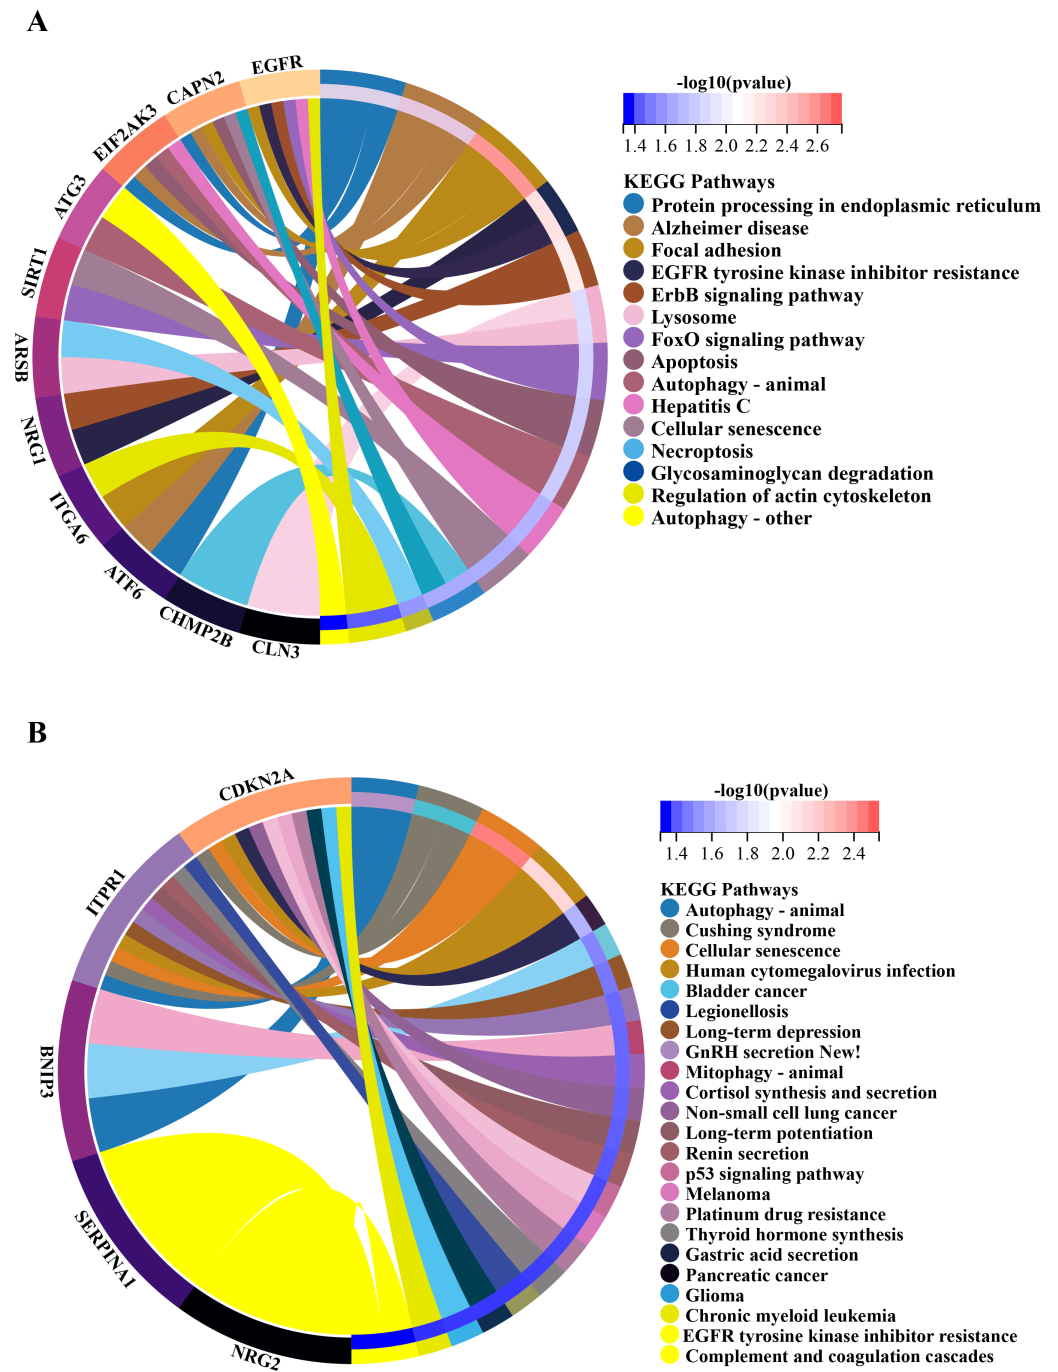 A
EGFR
CAPN2
EIF2AK3
ATG3
SIRT1
ARSB
NRG1
ITGA6
ATF6
CHMP2B
CLN3
-log10(pvalue)
1.4 1.6 1.8 2.0 2.2 2.4 2.6
KEGG Pathways
Protein processing in endoplasmic reticulum
Alzheimer disease
Focal adhesion
EGFR tyrosine kinase inhibitor resistance
ErbB signaling pathway
Lysosome
FoxO signaling pathway
Apoptosis
Autophagy - animal
Hepatitis C
Cellular senescence
Necroptosis
Glycosaminoglycan degradation
Regulation of actin cytoskeleton
Autophagy - other
B
CDKN2A
ITPR1
BNIP3
SERPINA1
NRG2
-log10(pvalue)
1.4 1.6 1.8 2.0 2.2 2.4
KEGG Pathways
Autophagy - animal
Cushing syndrome
Cellular senescence
Human cytomegalovirus infection
Bladder cancer
Legionellosis
Long-term depression
GnRH secretion New!
Mitophagy - animal
Cortisol synthesis and secretion
Non-small cell lung cancer
Long-term potentiation
Renin secretion
p53 signaling pathway
Melanoma
Platinum drug resistance
Thyroid hormone synthesis
Gastric acid secretion
Pancreatic cancer
Glioma
Chronic myeloid leukemia
EGFR tyrosine kinase inhibitor resistance
Complement and coagulation cascades